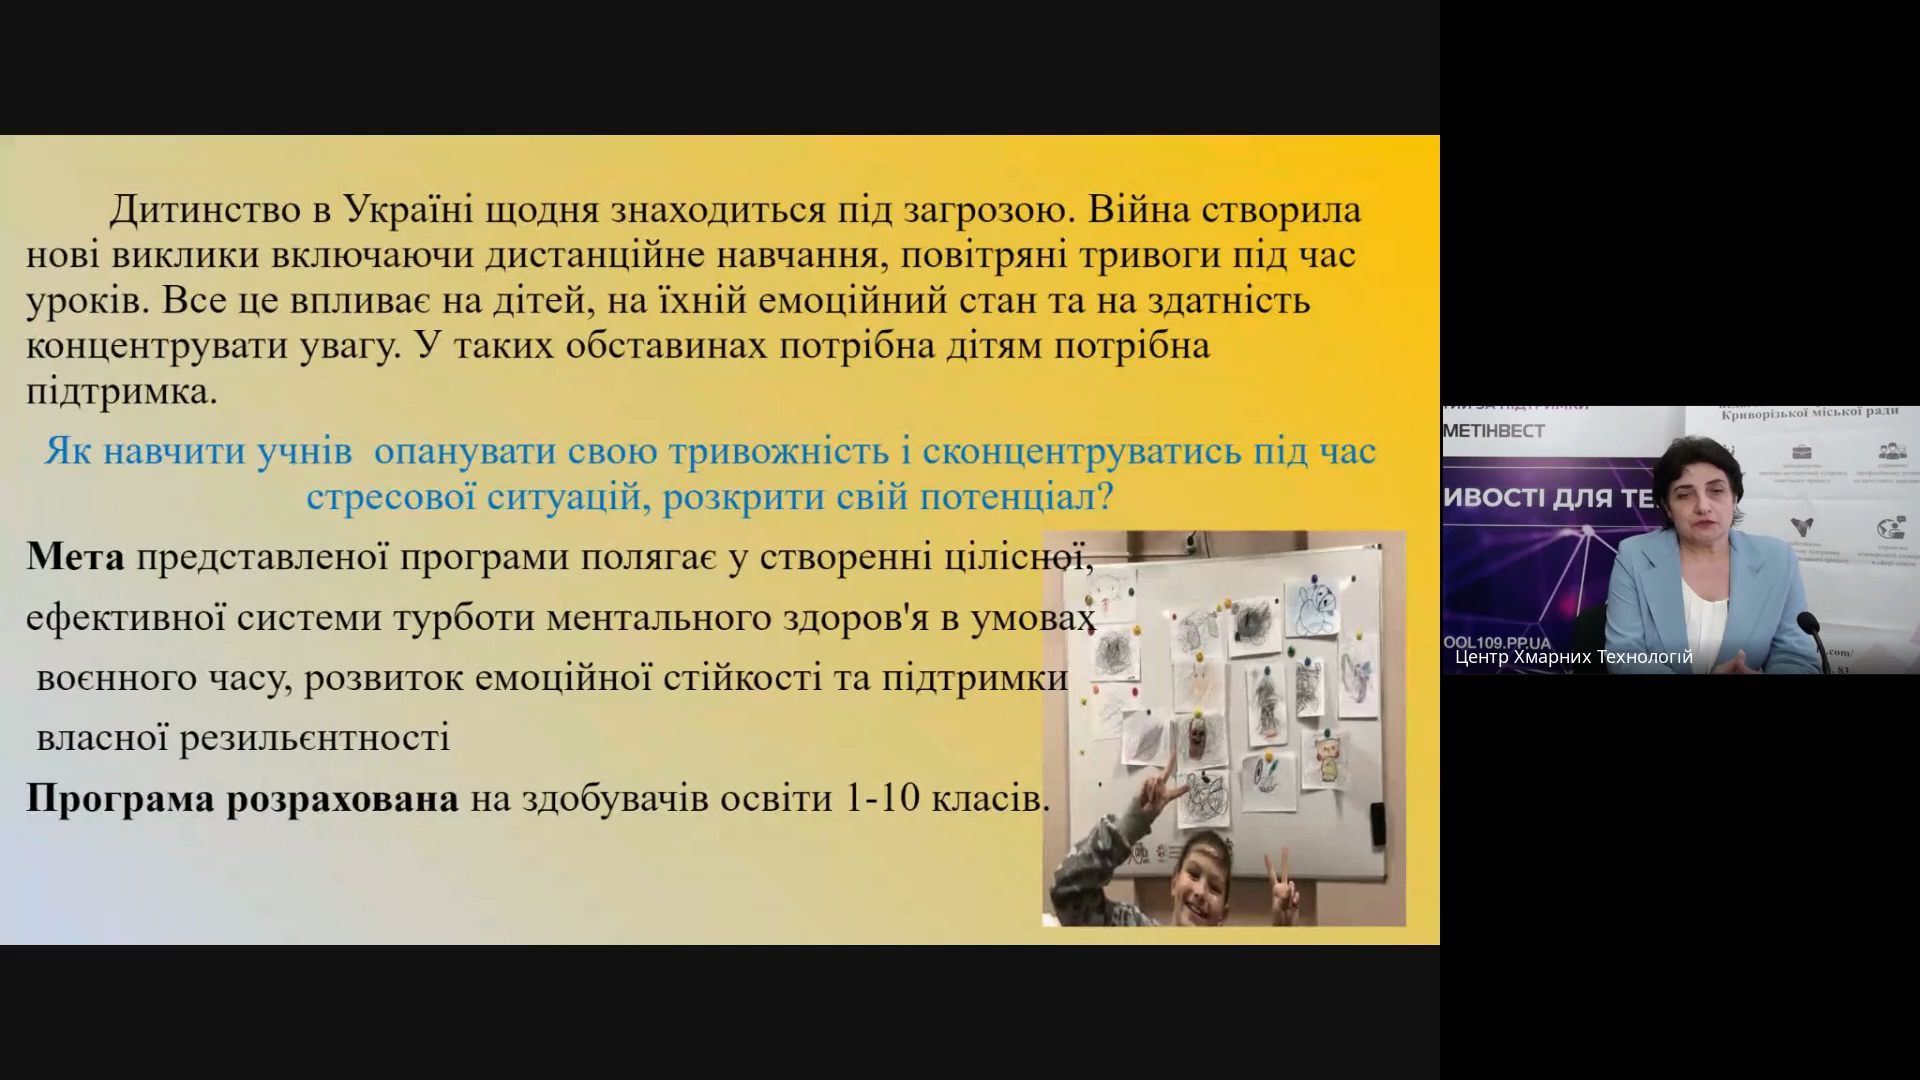 Дитинство в Україні щодня знаходиться під загрозою. Війна створила
нові виклики включаючи дистанційне навчання, повітряні тривоги під час
уроків. Все це впливає на дітей, на їхній емоційний стан та на здатність
концентрувати увагу. У таких обставинах потрібна дітям потрібна
підтримка.
Як навчити учнів опанувати свою тривожність і сконцентруватись під час
стресової ситуацій, розкрити свій потенціал?
Мета представленої програми полягає у створенні цілісної,
ефективної системи турботи ментального здоров'я в умовах
воєнного часу, розвиток емоційної стійкості та підтримки
власної резильєнтності
Програма розрахована на здобувачів освіти 1-10 класів.
Криворізької міської ради
МЕТІНВЕСТ
ИВОСТІ ДЛЯ ТЕ
OOL109.PP.UA
Центр Хмарних Технологій